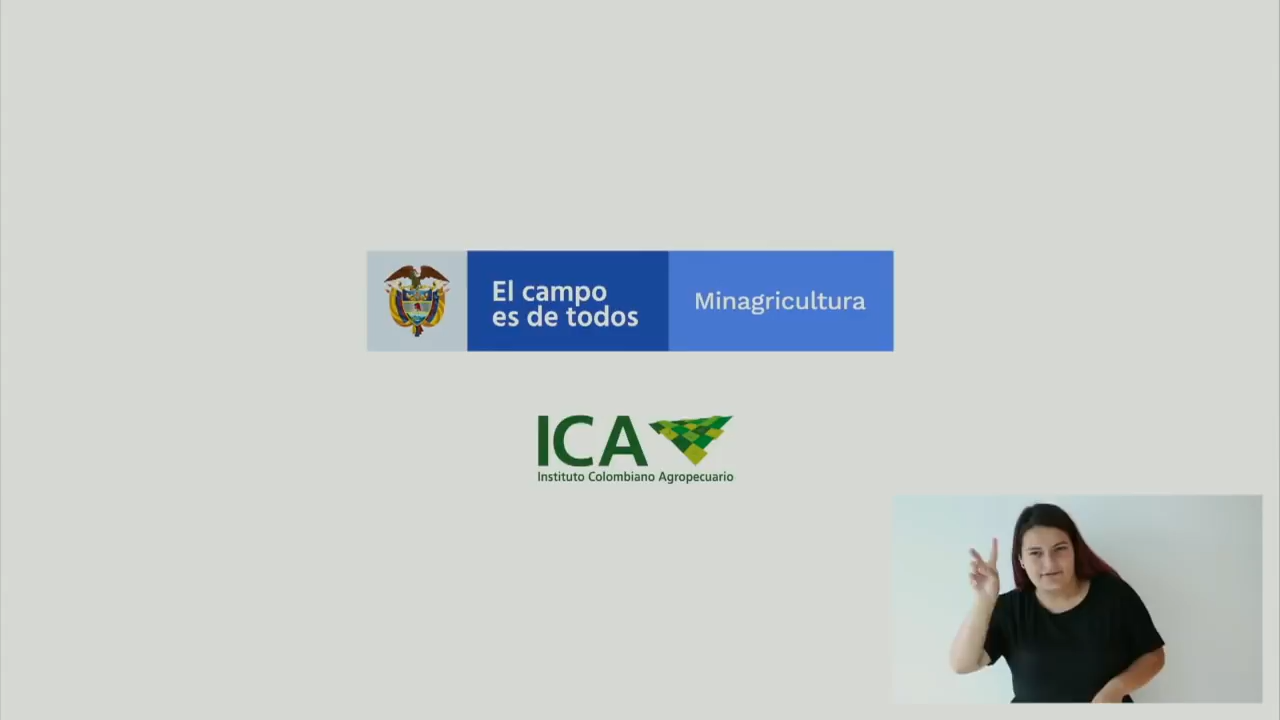 El campo
es de todos
Minagricultura
ICA
Instituto Colombiano Agropecuario